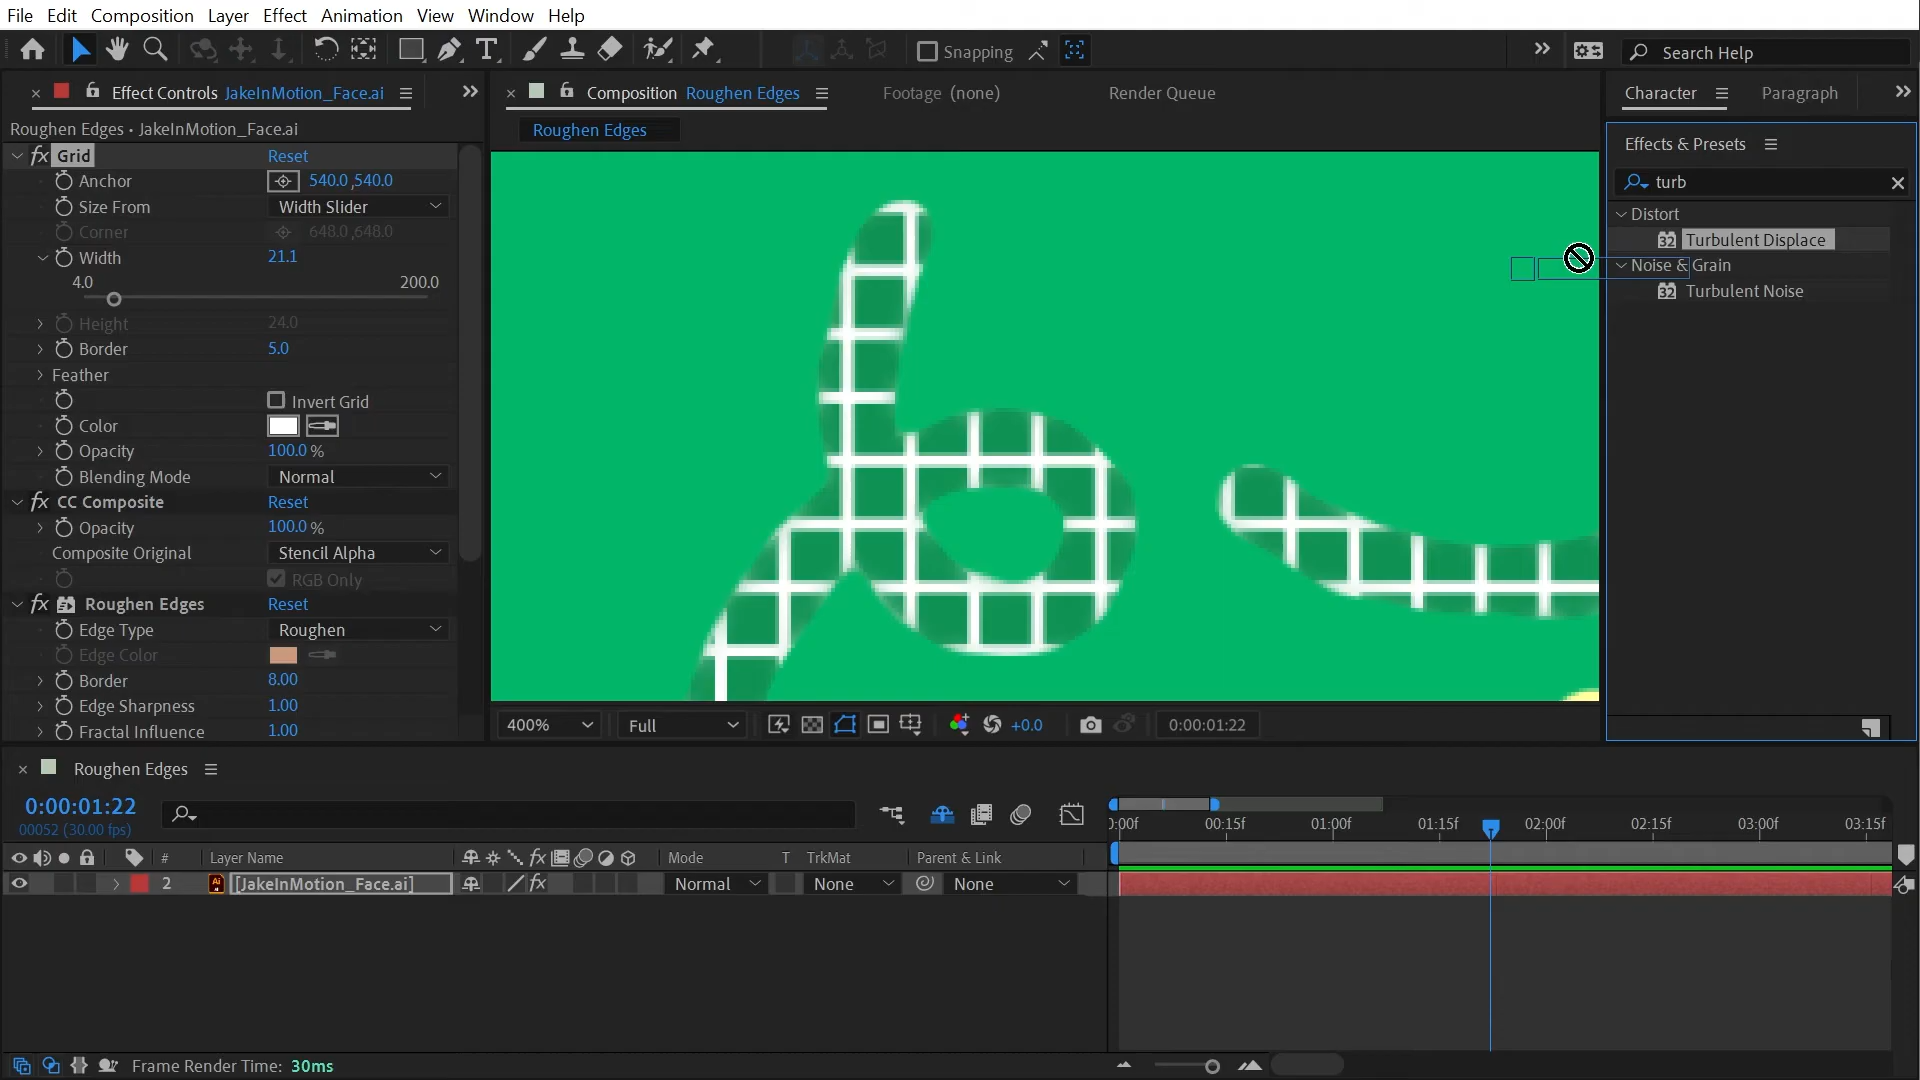 File Edit Composition Layer Effect Animation View Window Help
Snapping
Search Help
Effect Controls JakeInMotion_Face.ai
Composition Roughen Edges
Footage (none)
Render Queue
Character
Paragraph
Roughen Edges • JakeInMotion_Face.ai
Roughen Edges
Effects & Presets
fx Grid Reset
Anchor 540.0,540.0
Size From Width Slider
Corner 648.0,648.0
Width 21.1
4.0 200.0
Height 24.0
Border 5.0
Feather
Invert Grid
Color
Opacity 100.0 %
Blending Mode Normal
fx CC Composite Reset
Opacity 100.0 %
Composite Original Stencil Alpha
RGB Only
fx Roughen Edges Reset
Edge Type Roughen
Edge Color
Border 8.00
Edge Sharpness 1.00
Fractal Influence 1.00
turb
Distort
32 Turbulent Displace
Noise & Grain
32 Turbulent Noise
400% Full +0.0 0:00:01:22
Roughen Edges
0:00:01:22
00052 (30.00 fps)
:00f 00:15f 01:00f 01:15f 02:00f 02:15f 03:00f 03:15f
# Layer Name fx Mode T TrkMat Parent & Link
2 Ai [JakeInMotion_Face.ai] fx Normal None None
Frame Render Time: 30ms